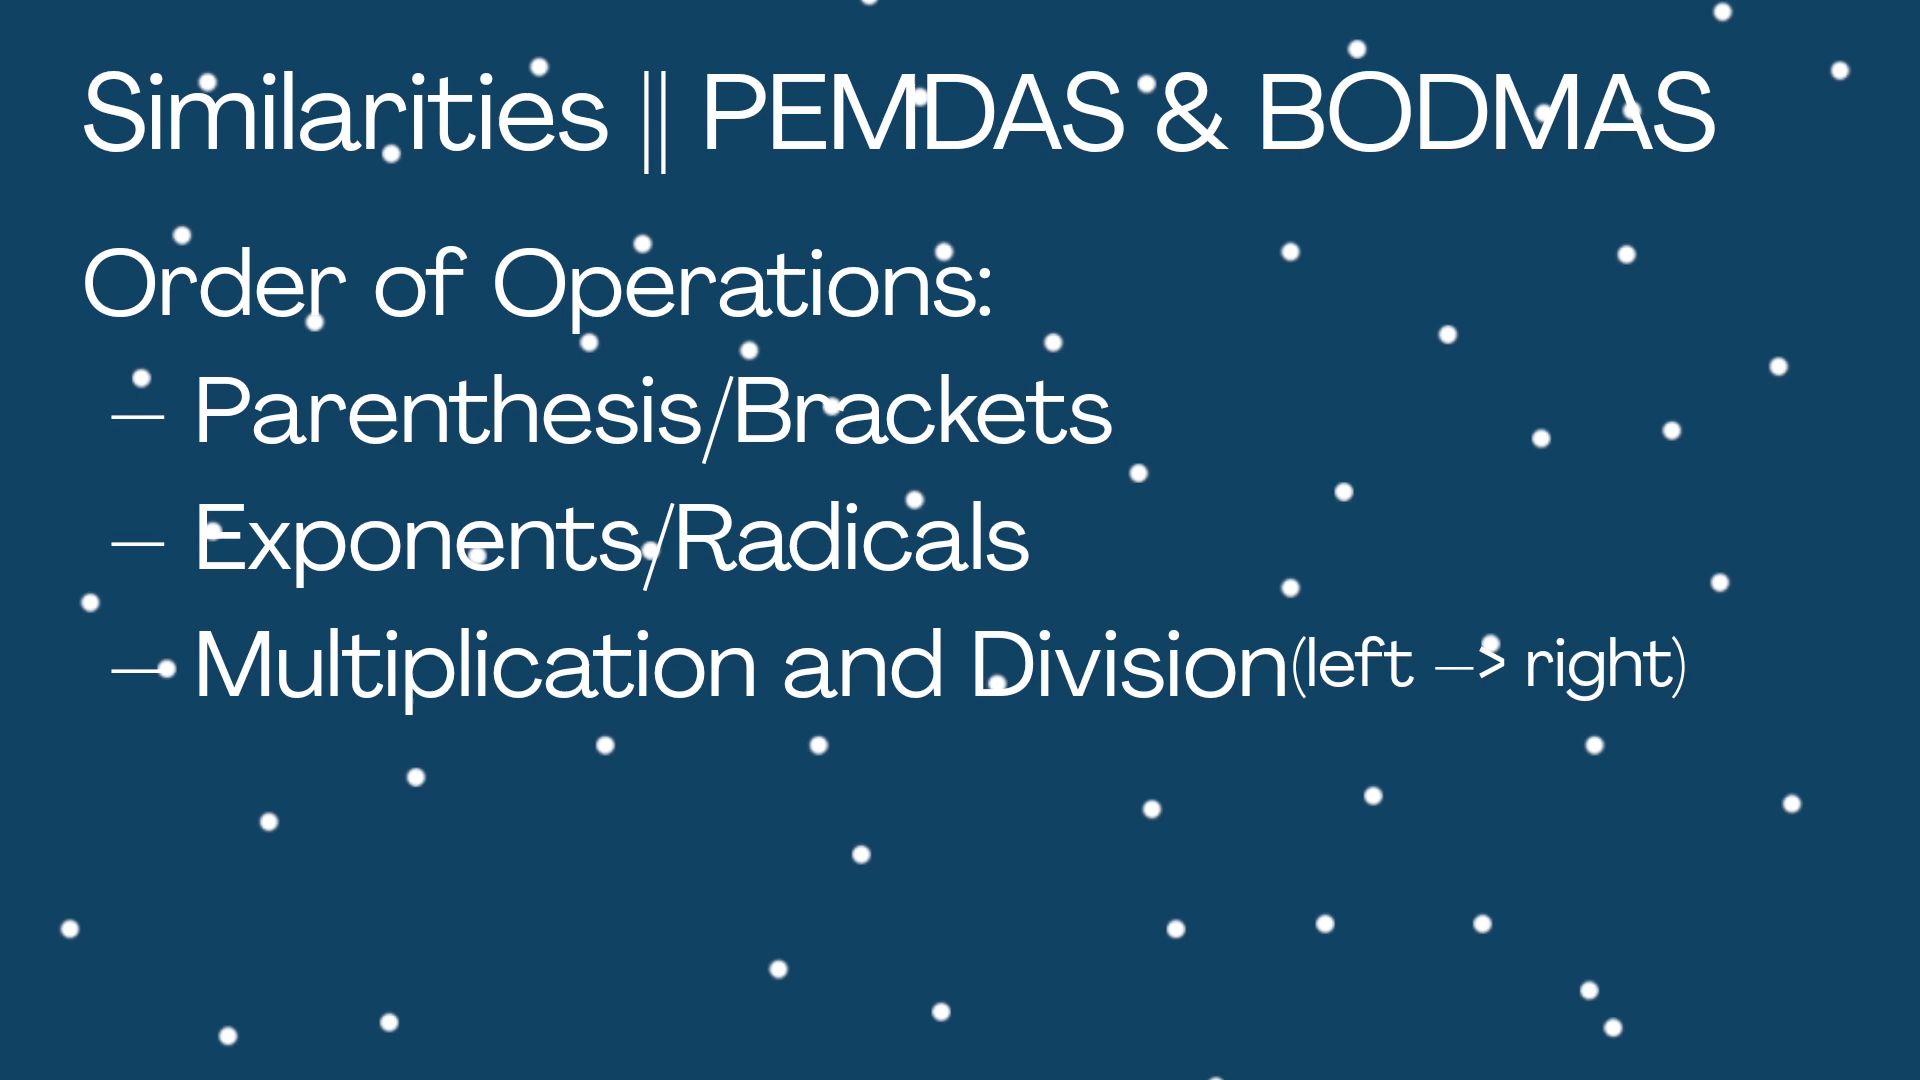 Similarities || PEMDAS & BODMAS
Order of Operations:
– Parenthesis/Brackets
– Exponents/Radicals
– Multiplication and Division(left –> right)